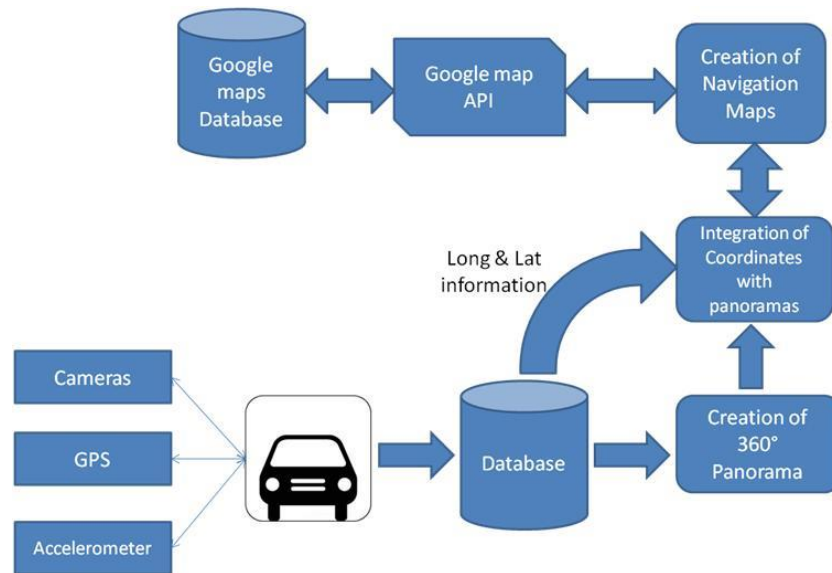 Google
maps
Database
Google map
API
Creation of
Navigation
Maps
Long & Lat
information
Integration of
Coordinates
with
panoramas
Cameras
GPS
Accelerometer
Database
Creation of
360°
Panorama